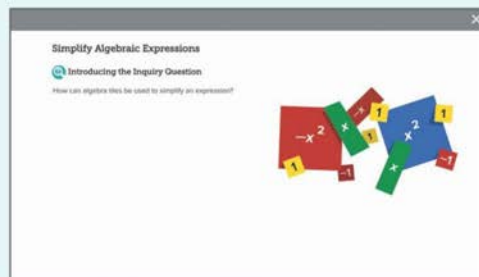 Simplify Algebraic Expressions
Introducing the Inquiry Question
How can algebra tiles be used to simplify an expression?
−x²
x
−x
1
1
x²
1
1
−1
x
−1